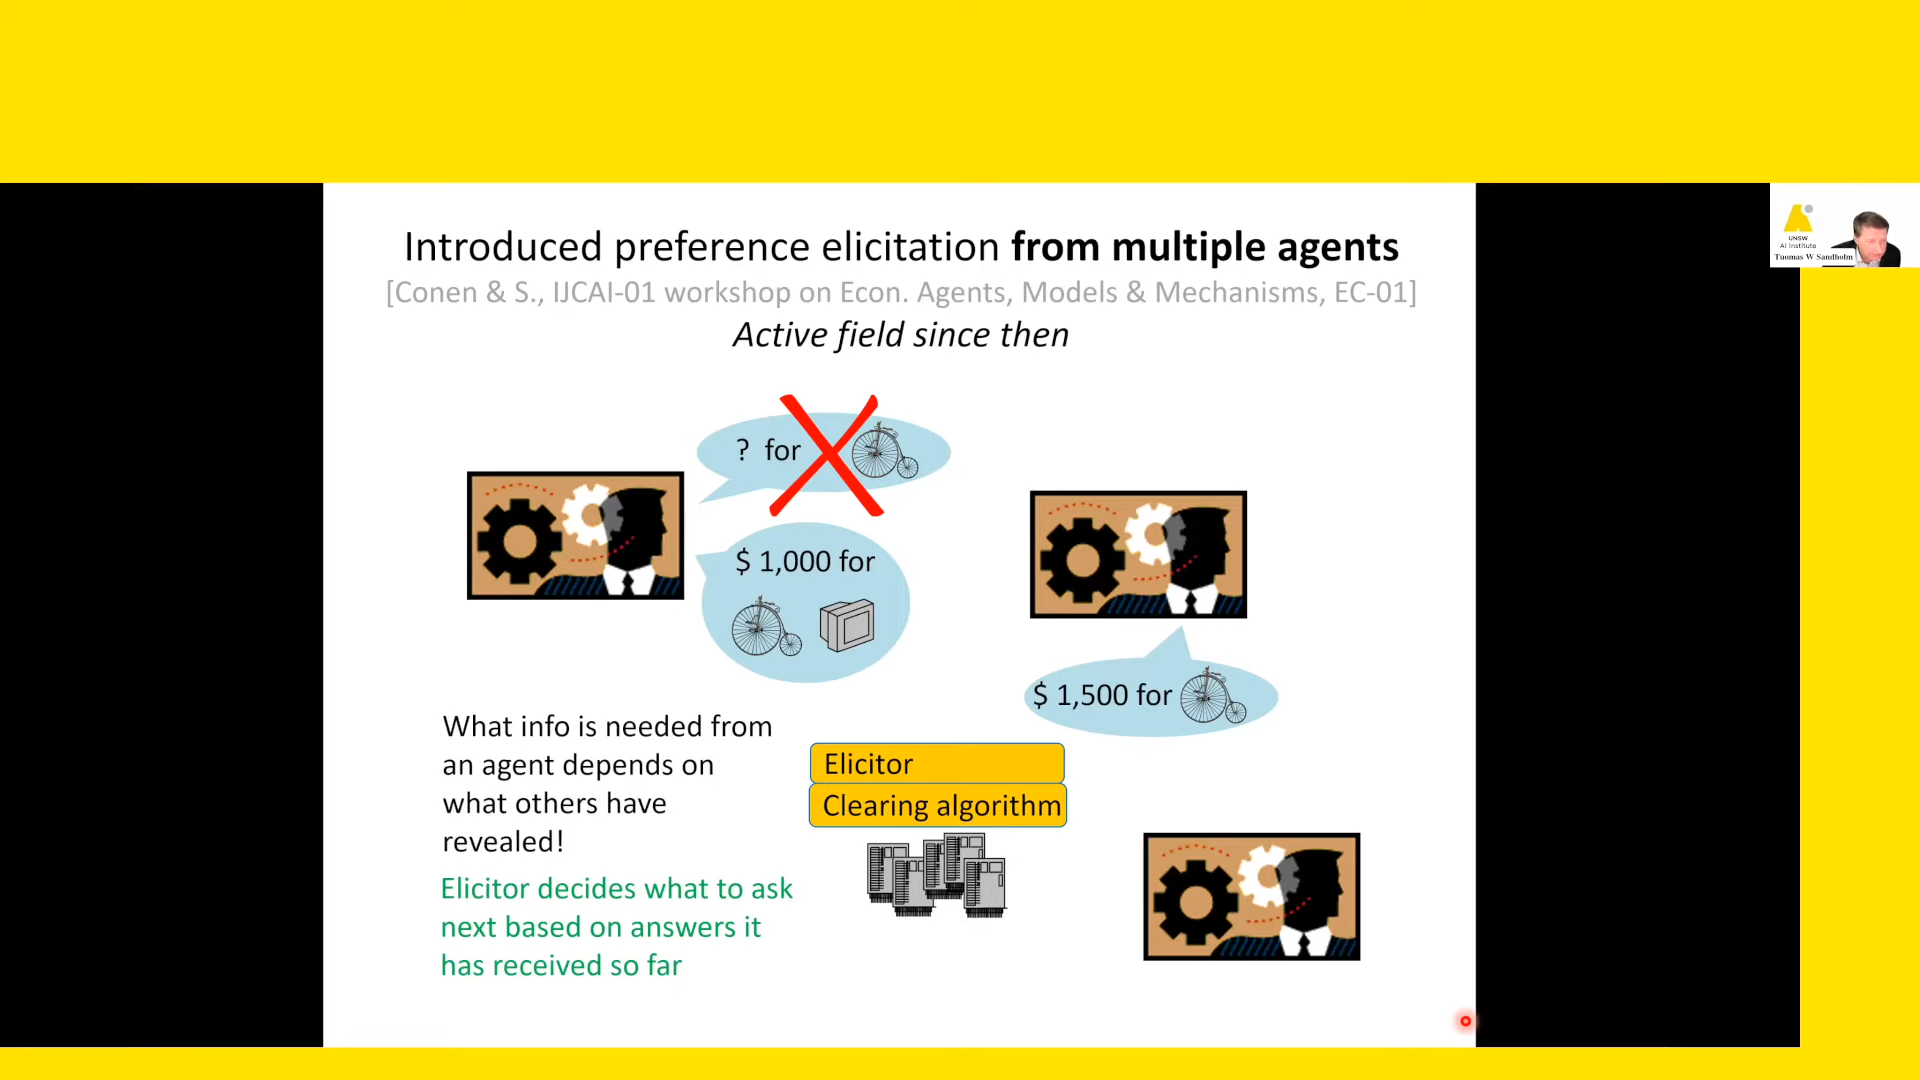 Introduced preference elicitation from multiple agents
[Conen & S., IJCAI-01 workshop on Econ. Agents, Models & Mechanisms, EC-01]
Active field since then
? for
$ 1,000 for
$ 1,500 for
What info is needed from
an agent depends on
what others have
revealed!
Elicitor decides what to ask
next based on answers it
has received so far
Elicitor
Clearing algorithm
UNSW
AI Institute
Tuomas W Sandholm